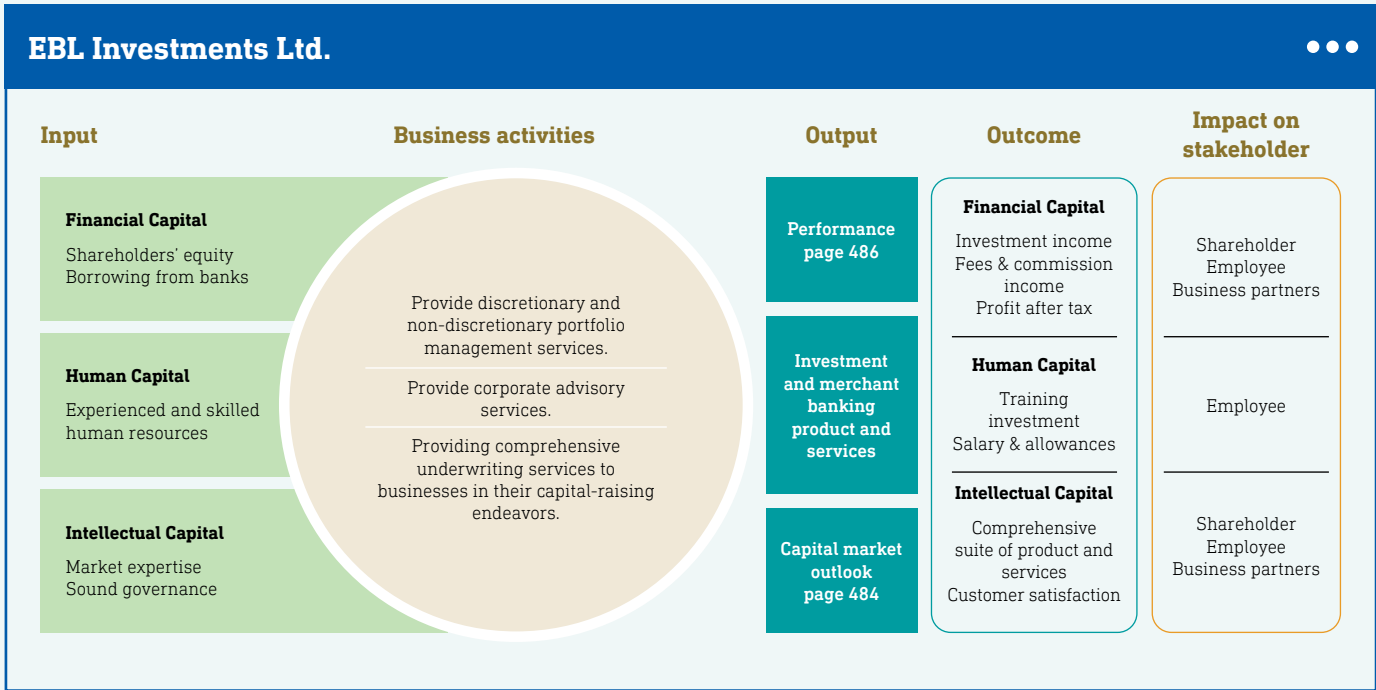 EBL Investments Ltd.
Input
Business activities
Output
Outcome
Impact on
stakeholder
Financial Capital
Shareholders' equity
Borrowing from banks
Human Capital
Experienced and skilled
human resources
Intellectual Capital
Market expertise
Sound governance
Provide discretionary and
non-discretionary portfolio
management services.
Provide corporate advisory
services.
Providing comprehensive
underwriting services to
businesses in their capital-raising
endeavors.
Performance
page 486
Investment
and merchant
banking
product and
services
Capital market
outlook
page 484
Financial Capital
Investment income
Fees & commission
income
Profit after tax
Human Capital
Training
investment
Salary & allowances
Intellectual Capital
Comprehensive
suite of product and
services
Customer satisfaction
Shareholder
Employee
Business partners
Employee
Shareholder
Employee
Business partners